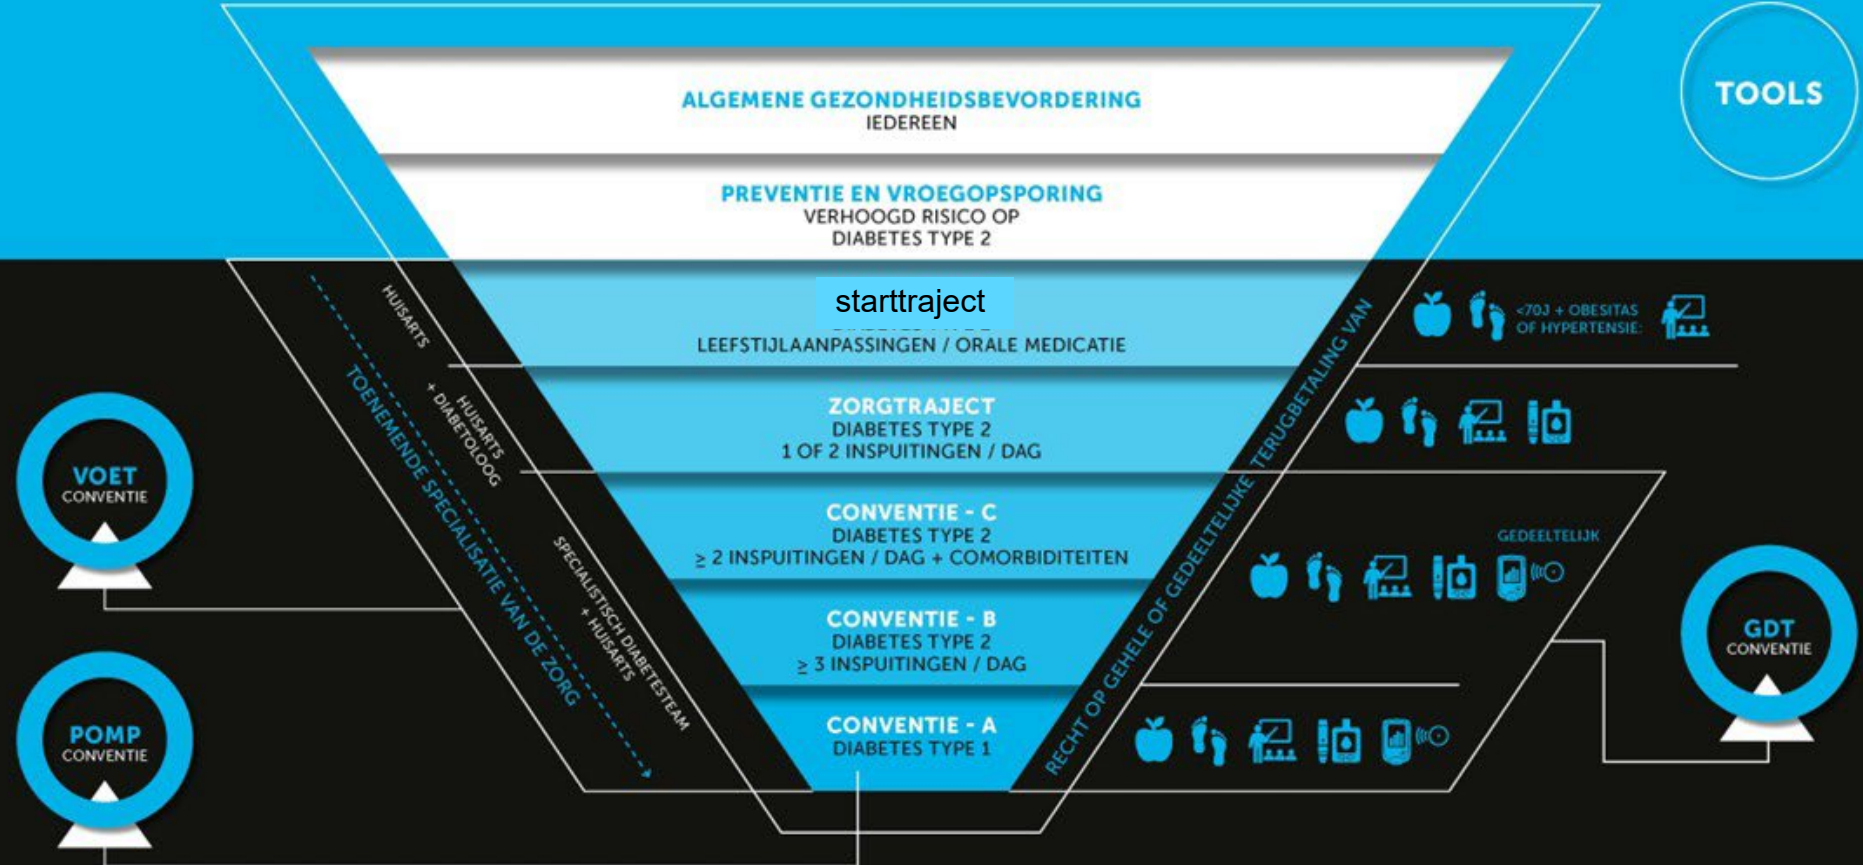 TOOLS
ALGEMENE GEZONDHEIDSBEVORDERING
IEDEREEN
PREVENTIE EN VROEGOPSPORING
VERHOOGD RISICO OP
DIABETES TYPE 2
starttraject
LEEFSTIJLAANPASSINGEN / ORALE MEDICATIE
ZORGTRAJECT
DIABETES TYPE 2
1 OF 2 INSPUITINGEN / DAG
CONVENTIE - C
DIABETES TYPE 2
≥ 2 INSPUITINGEN / DAG + COMORBIDITEITEN
CONVENTIE - B
DIABETES TYPE 2
≥ 3 INSPUITINGEN / DAG
CONVENTIE - A
DIABETES TYPE 1
HUISARTS
HUISARTS
+ DIABETOLOOG
SPECIALISTISCH DIABETESTEAM
+ HUISARTS
TOENEMENDE SPECIALISATIE VAN DE ZORG
RECHT OP GEHELE OF GEDEELTELIJKE TERUGBETALING VAN
<70J + OBESITAS
OF HYPERTENSIE:
GEDEELTELIJK
VOET
CONVENTIE
POMP
CONVENTIE
GDT
CONVENTIE